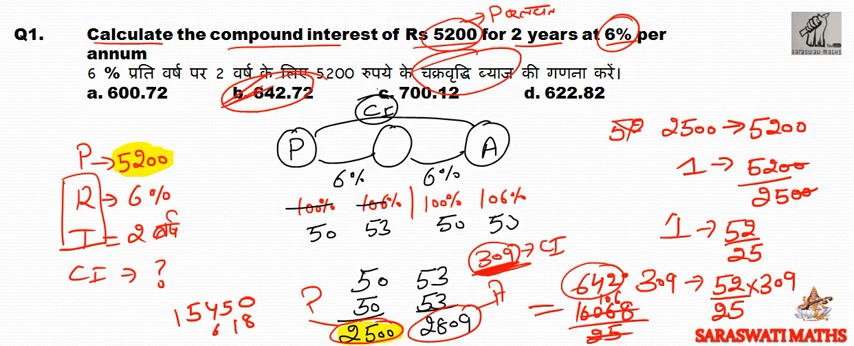 → Pમૂલધન
Q1. Calculate the compound interest of Rs 5200 for 2 years at 6% per
annum
6 % प्रति वर्ष पर 2 वर्ष के लिए 5200 रुपये के चक्रवृद्धि ब्याज की गणना करें।
a. 600.72 b. 642.72 c. 700.12 d. 622.82
CI
P A
6% 6%
100% 106% 100% 106%
50 53 50 53
P → 5200
R → 6%
T = 2 वर्ष
CI → ?
15450
618
309 → CI
50 53
50 53
P 2500 2809 A
2500 → 5200
1 → 5200/2500
1 → 52/25
309 → 52×309/25
= 16068/25
642
SARASWATI MATHS